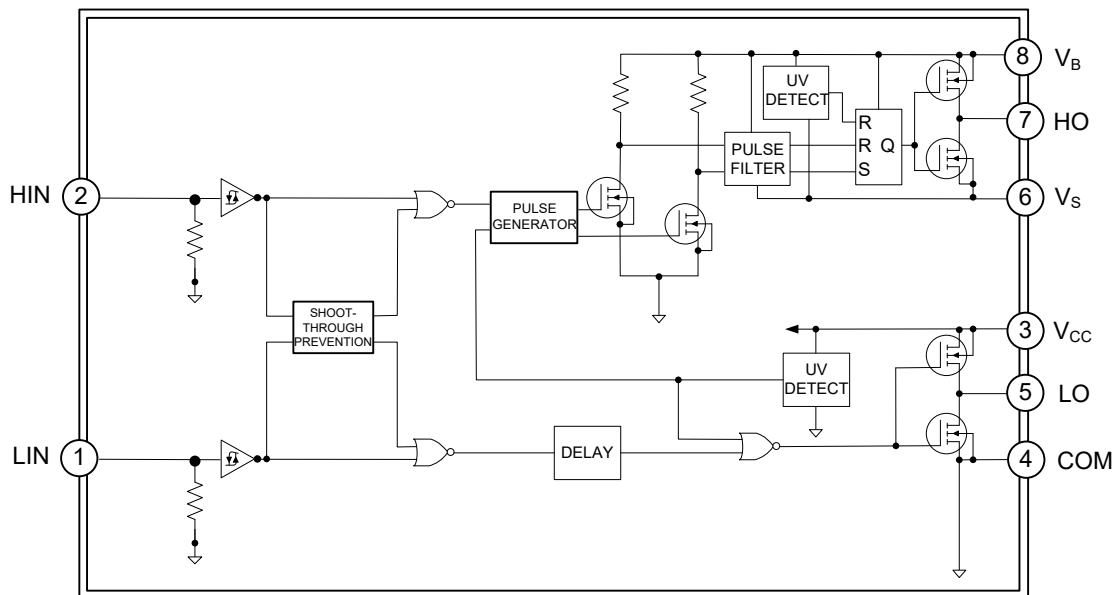 8 V_B
UV
DETECT
7 HO
R
R Q
S
PULSE
FILTER
HIN 2
6 V_S
PULSE
GENERATOR
SHOOT-
THROUGH
PREVENTION
3 V_CC
UV
DETECT
5 LO
LIN 1
DELAY
4 COM